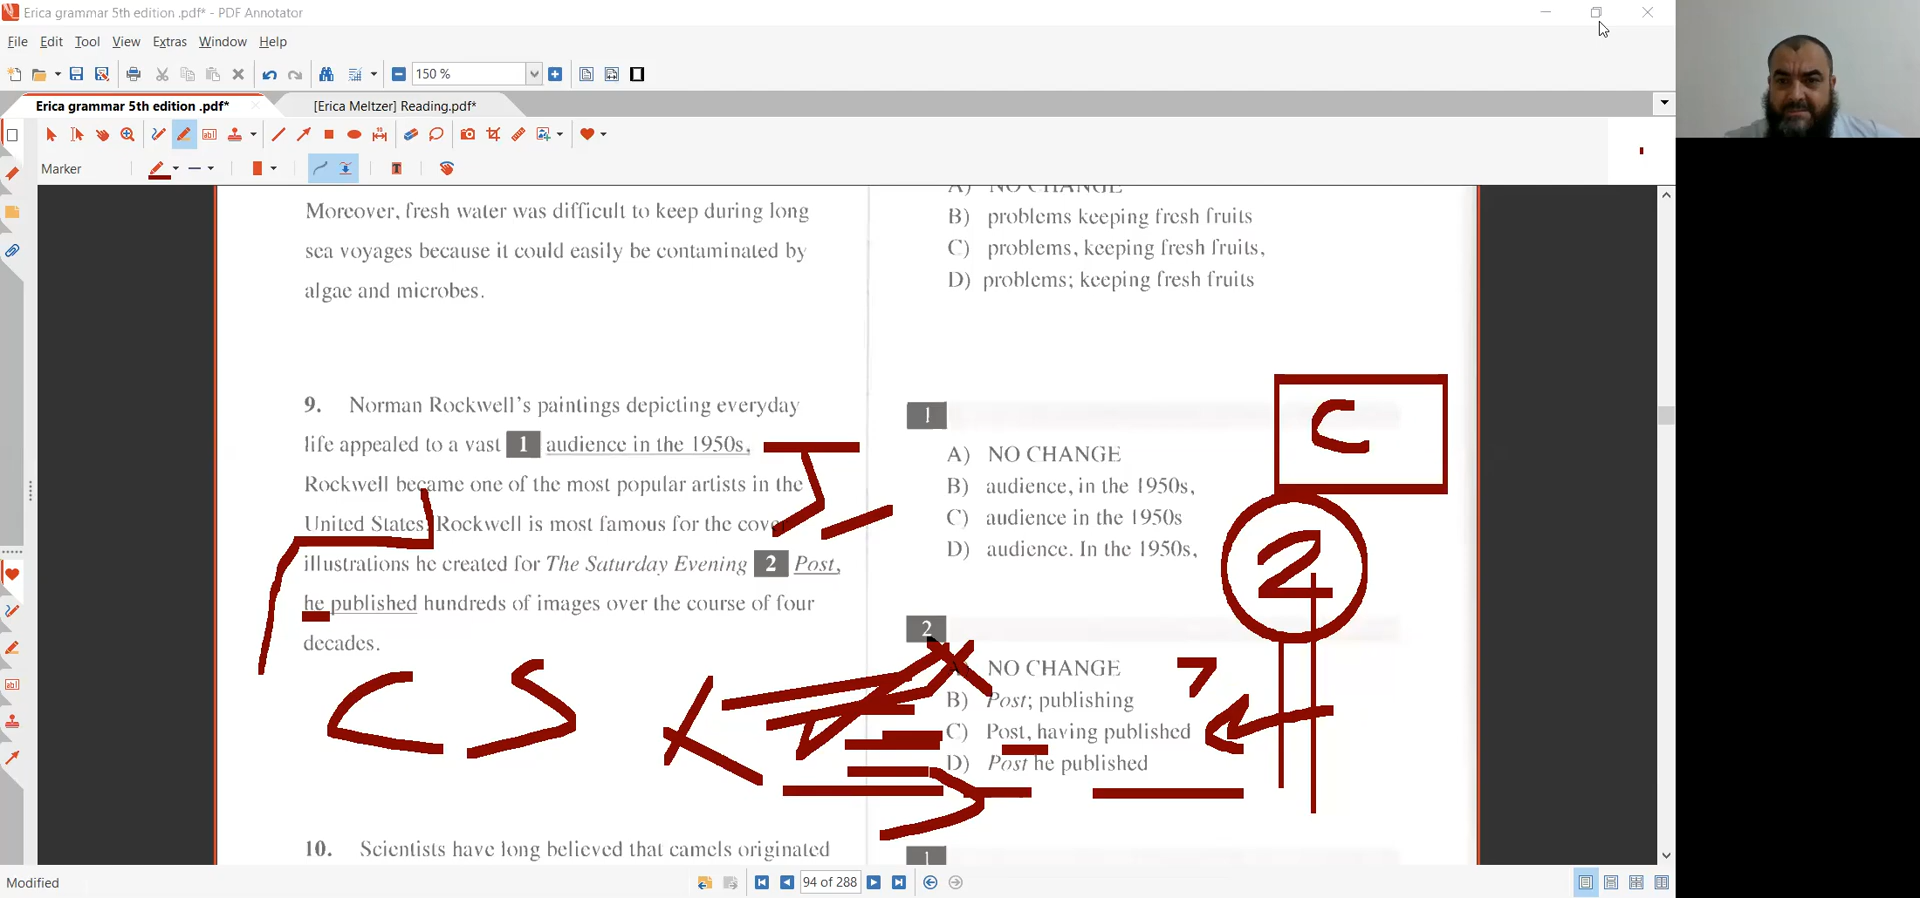 Erica grammar 5th edition .pdf* - PDF Annotator
File Edit Tool View Extras Window Help
150 %
Erica grammar 5th edition .pdf*
[Erica Meltzer] Reading.pdf*
Marker
Moreover, fresh water was difficult to keep during long
sea voyages because it could easily be contaminated by
algae and microbes.
A) NO CHANGE
B) problems keeping fresh fruits
C) problems, keeping fresh fruits,
D) problems; keeping fresh fruits
9. Norman Rockwell's paintings depicting everyday
life appealed to a vast 1 audience in the 1950s,
Rockwell became one of the most popular artists in the
United States. Rockwell is most famous for the cover
illustrations he created for The Saturday Evening 2 Post,
he published hundreds of images over the course of four
decades.
CS
1
A) NO CHANGE
B) audience, in the 1950s,
C) audience in the 1950s
D) audience. In the 1950s,
C
2
2
A) NO CHANGE
B) Post; publishing
C) Post, having published
D) Post he published
10. Scientists have long believed that camels originated
1
Modified
94 of 288